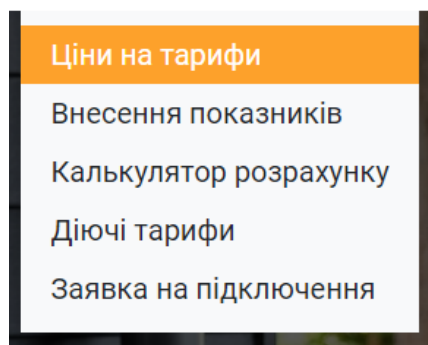 Ціни на тарифи
Внесення показників
Калькулятор розрахунку
Діючі тарифи
Заявка на підключення